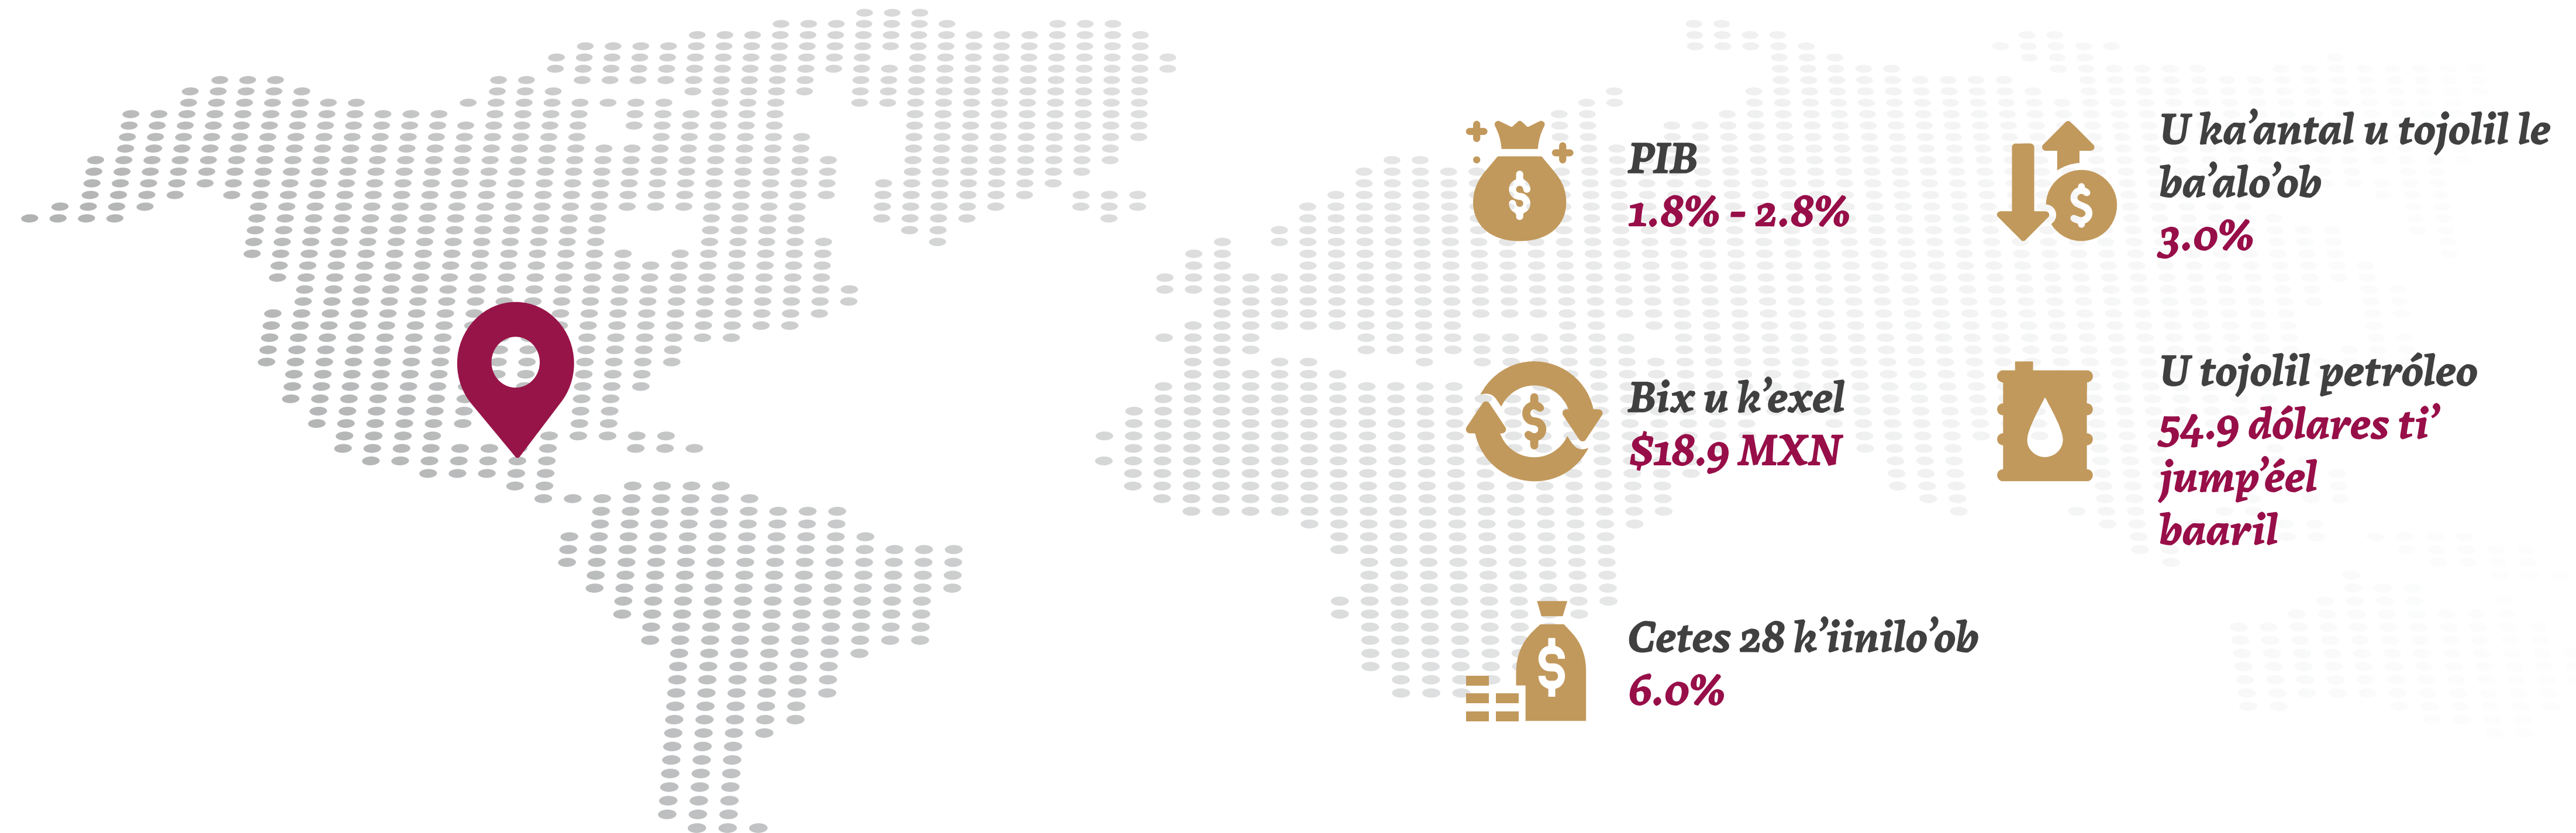 PIB
1.8% - 2.8%
U ka’antal u tojolil le
ba’alo’ob
3.0%
Bix u k’exel
$18.9 MXN
U tojolil petróleo
54.9 dólares ti’
jump’éel
baaril
Cetes 28 k’iinilo’ob
6.0%